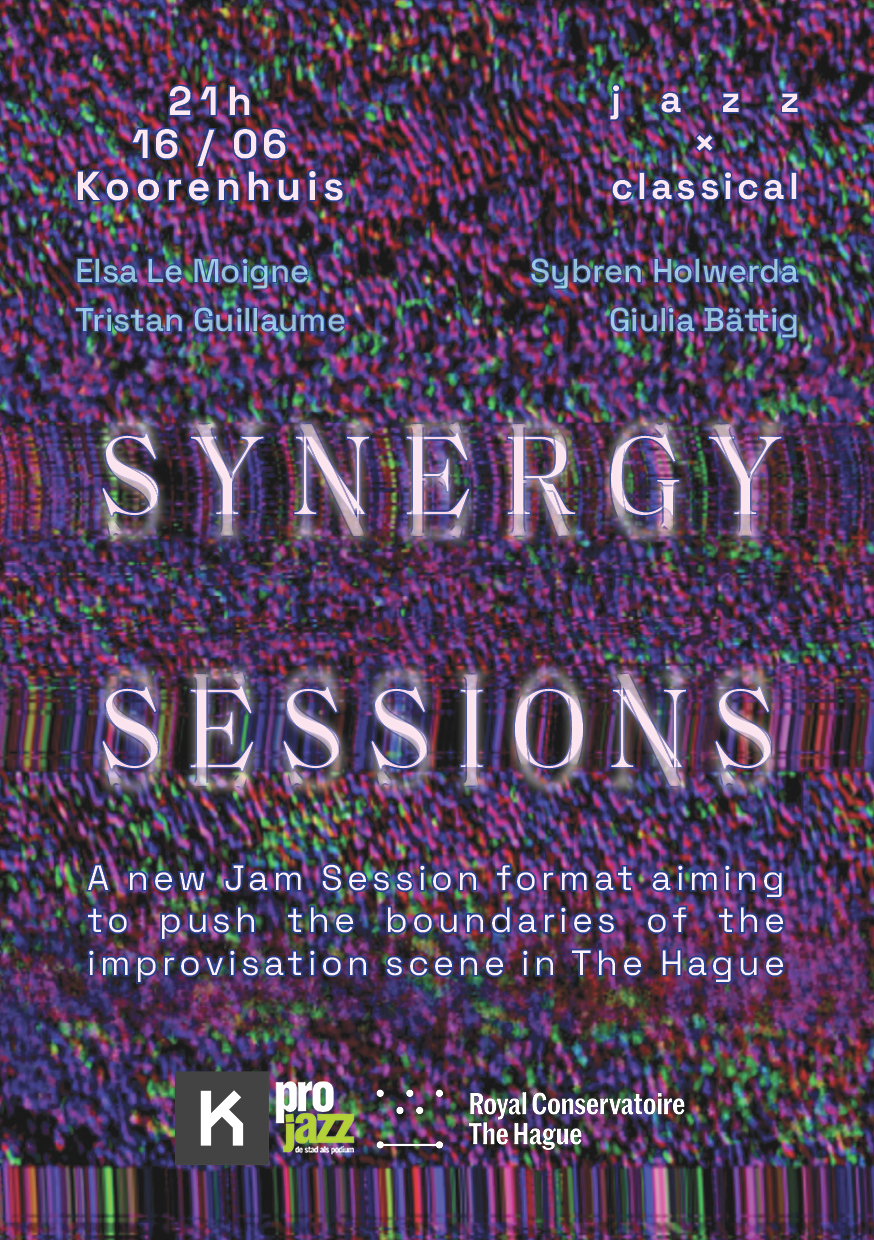 21h
16 / 06
Koorenhuis
jazz
×
classical
Elsa Le Moigne
Tristan Guillaume
Sybren Holwerda
Giulia Bättig
SYNERGY
SESSIONS
A new Jam Session format aiming
to push the boundaries of the
improvisation scene in The Hague
K
pro
jazz
de stad als podium
Royal Conservatoire
The Hague